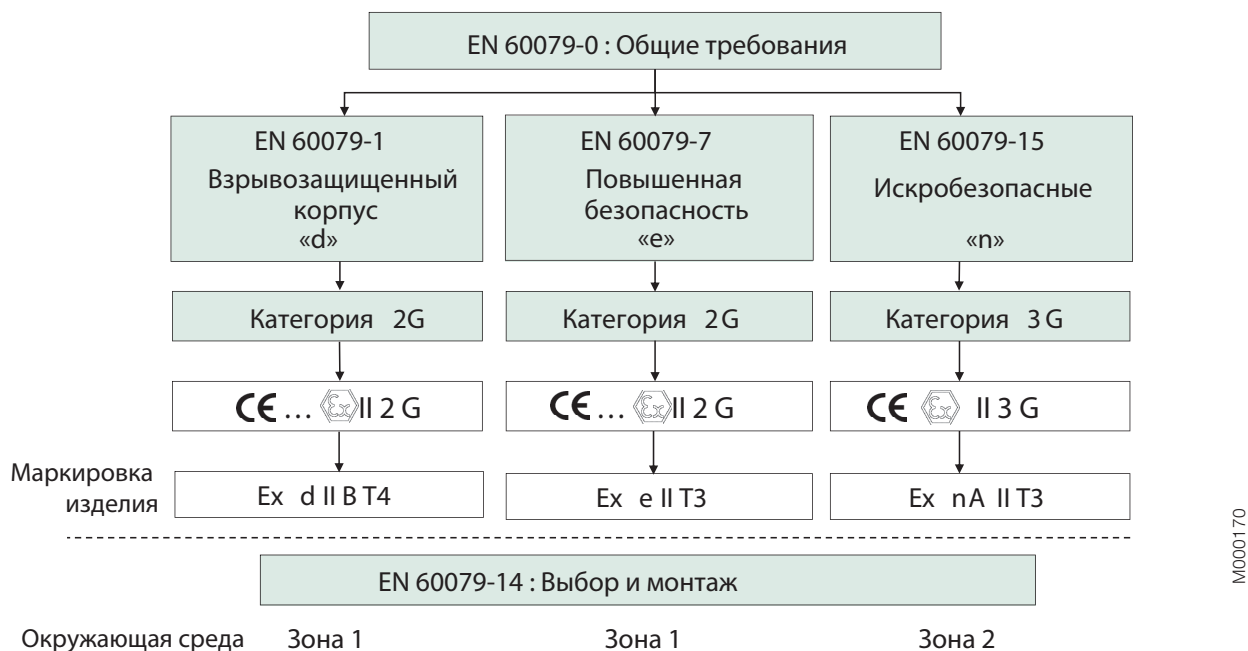 EN 60079-0 : Общие требования
EN 60079-1
Взрывозащищенный
корпус
«d»
EN 60079-7
Повышенная
безопасность
«e»
EN 60079-15
Искробезопасные
«n»
Категория 2G
Категория 2G
Категория 3 G
CE … Ex II 2 G
CE … Ex II 2 G
CE Ex II 3 G
Маркировка
изделия
Ex d II B T4
Ex e II T3
Ex nA II T3
M000170
EN 60079-14 : Выбор и монтаж
Окружающая среда Зона 1 Зона 1 Зона 2